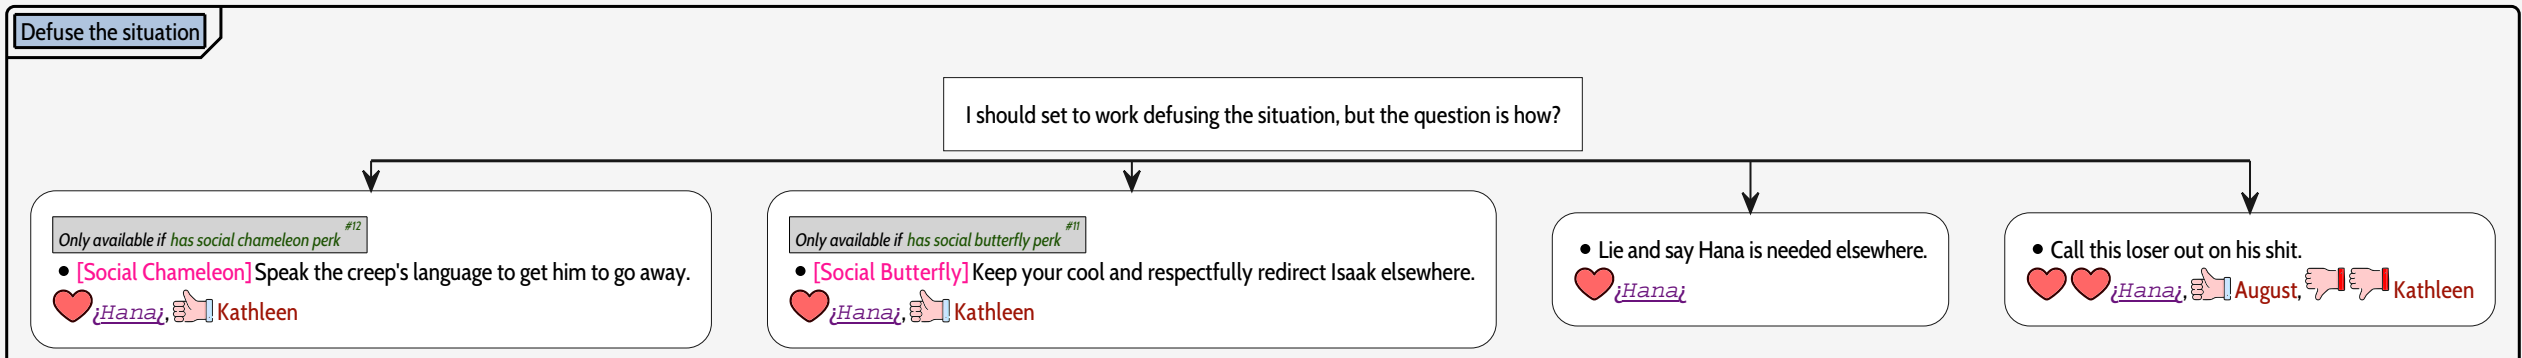 Defuse the situation
I should set to work defusing the situation, but the question is how?
Only available if has social chameleon perk #12
• [Social Chameleon] Speak the creep's language to get him to go away.
¿Hana¿, Kathleen
Only available if has social butterfly perk #11
• [Social Butterfly] Keep your cool and respectfully redirect Isaak elsewhere.
¿Hana¿, Kathleen
• Lie and say Hana is needed elsewhere.
¿Hana¿
• Call this loser out on his shit.
¿Hana¿, August, Kathleen